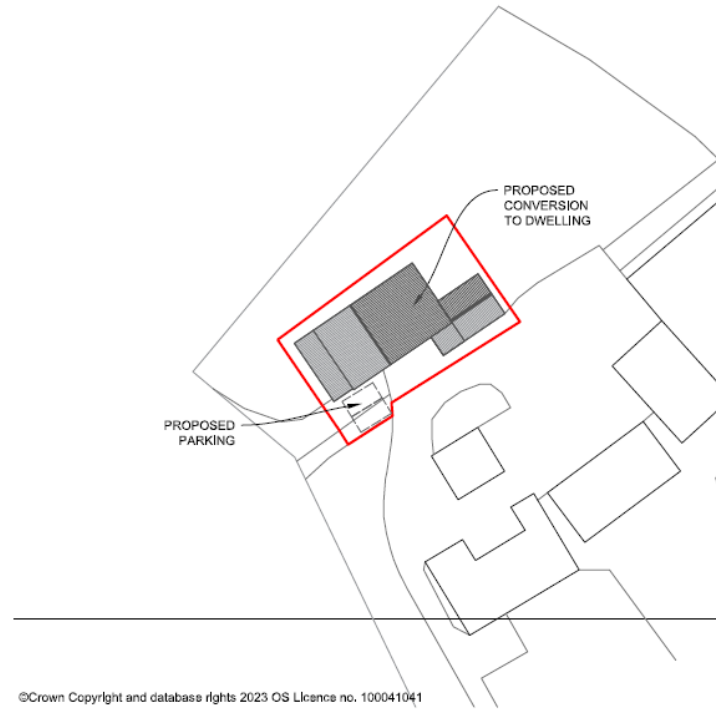 PROPOSED
CONVERSION
TO DWELLING
PROPOSED
PARKING
©Crown Copyright and database rights 2023 OS Licence no. 100041041